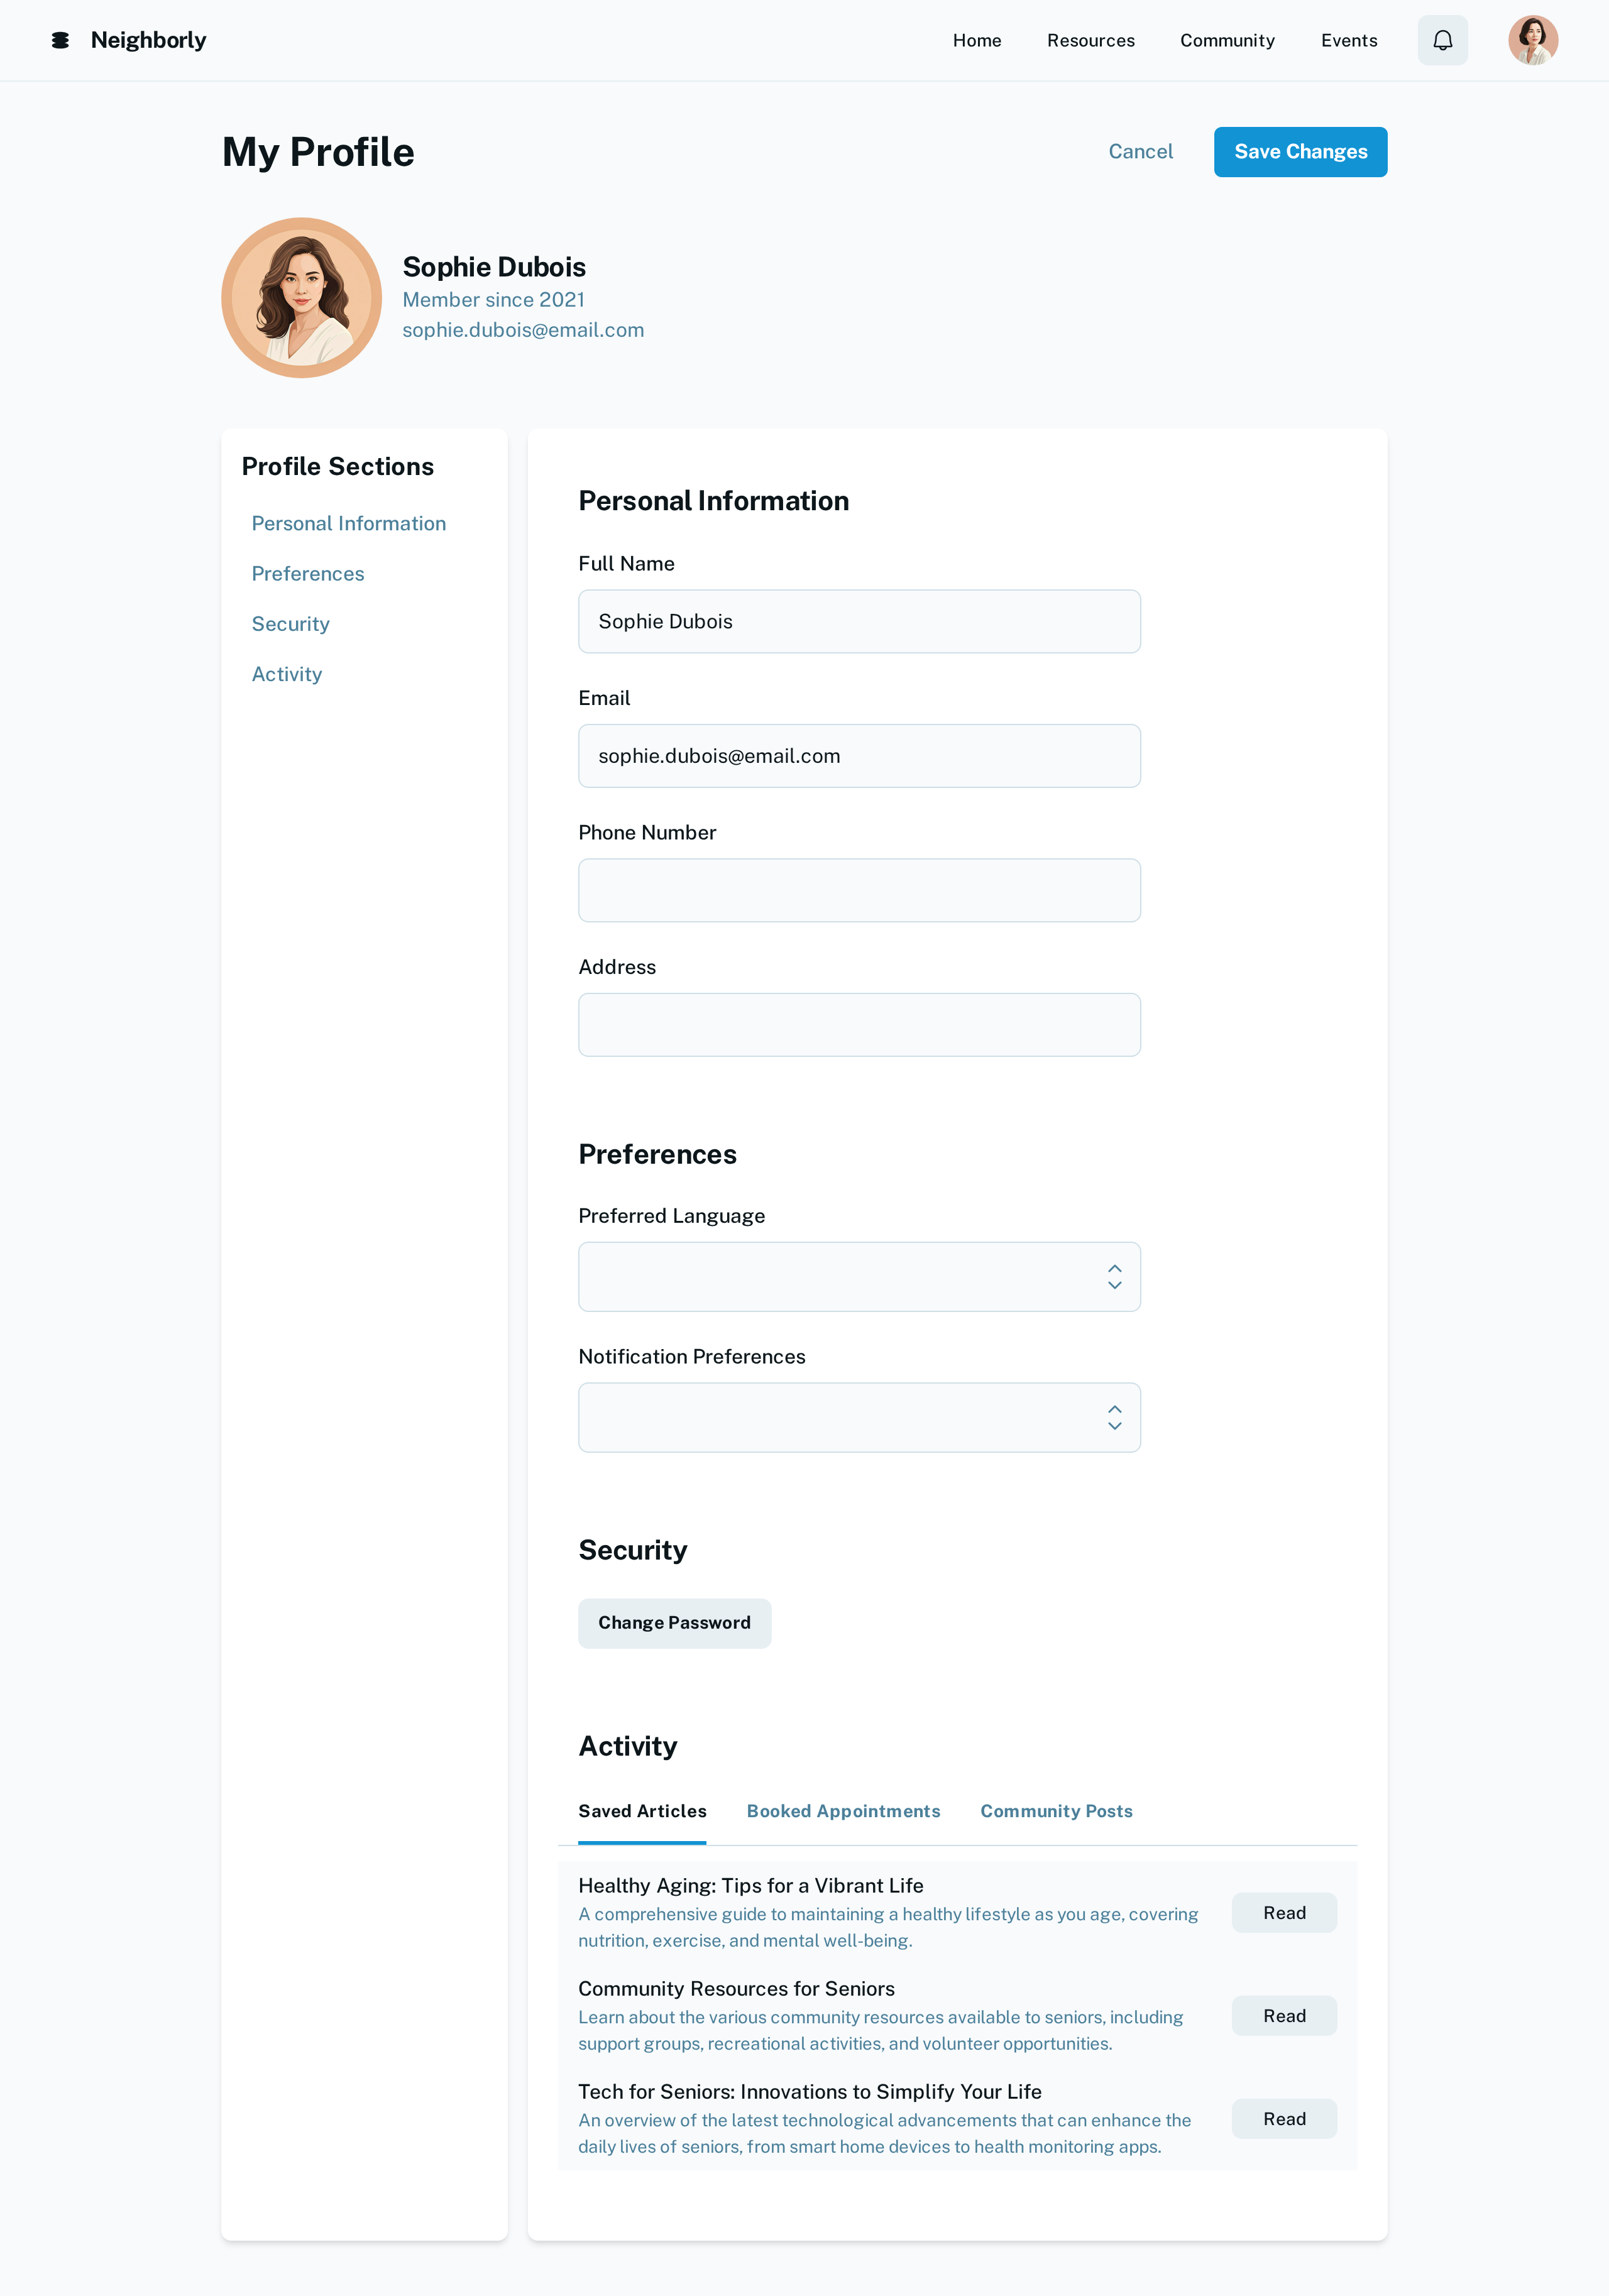 Neighborly
Home
Resources
Community
Events
My Profile
Cancel
Save Changes
Sophie Dubois
Member since 2021
sophie.dubois@email.com
Profile Sections
Personal Information
Preferences
Security
Activity
Personal Information
Full Name
Sophie Dubois
Email
sophie.dubois@email.com
Phone Number
Address
Preferences
Preferred Language
Notification Preferences
Security
Change Password
Activity
Saved Articles
Booked Appointments
Community Posts
Healthy Aging: Tips for a Vibrant Life
A comprehensive guide to maintaining a healthy lifestyle as you age, covering
nutrition, exercise, and mental well-being.
Read
Community Resources for Seniors
Learn about the various community resources available to seniors, including
support groups, recreational activities, and volunteer opportunities.
Read
Tech for Seniors: Innovations to Simplify Your Life
An overview of the latest technological advancements that can enhance the
daily lives of seniors, from smart home devices to health monitoring apps.
Read